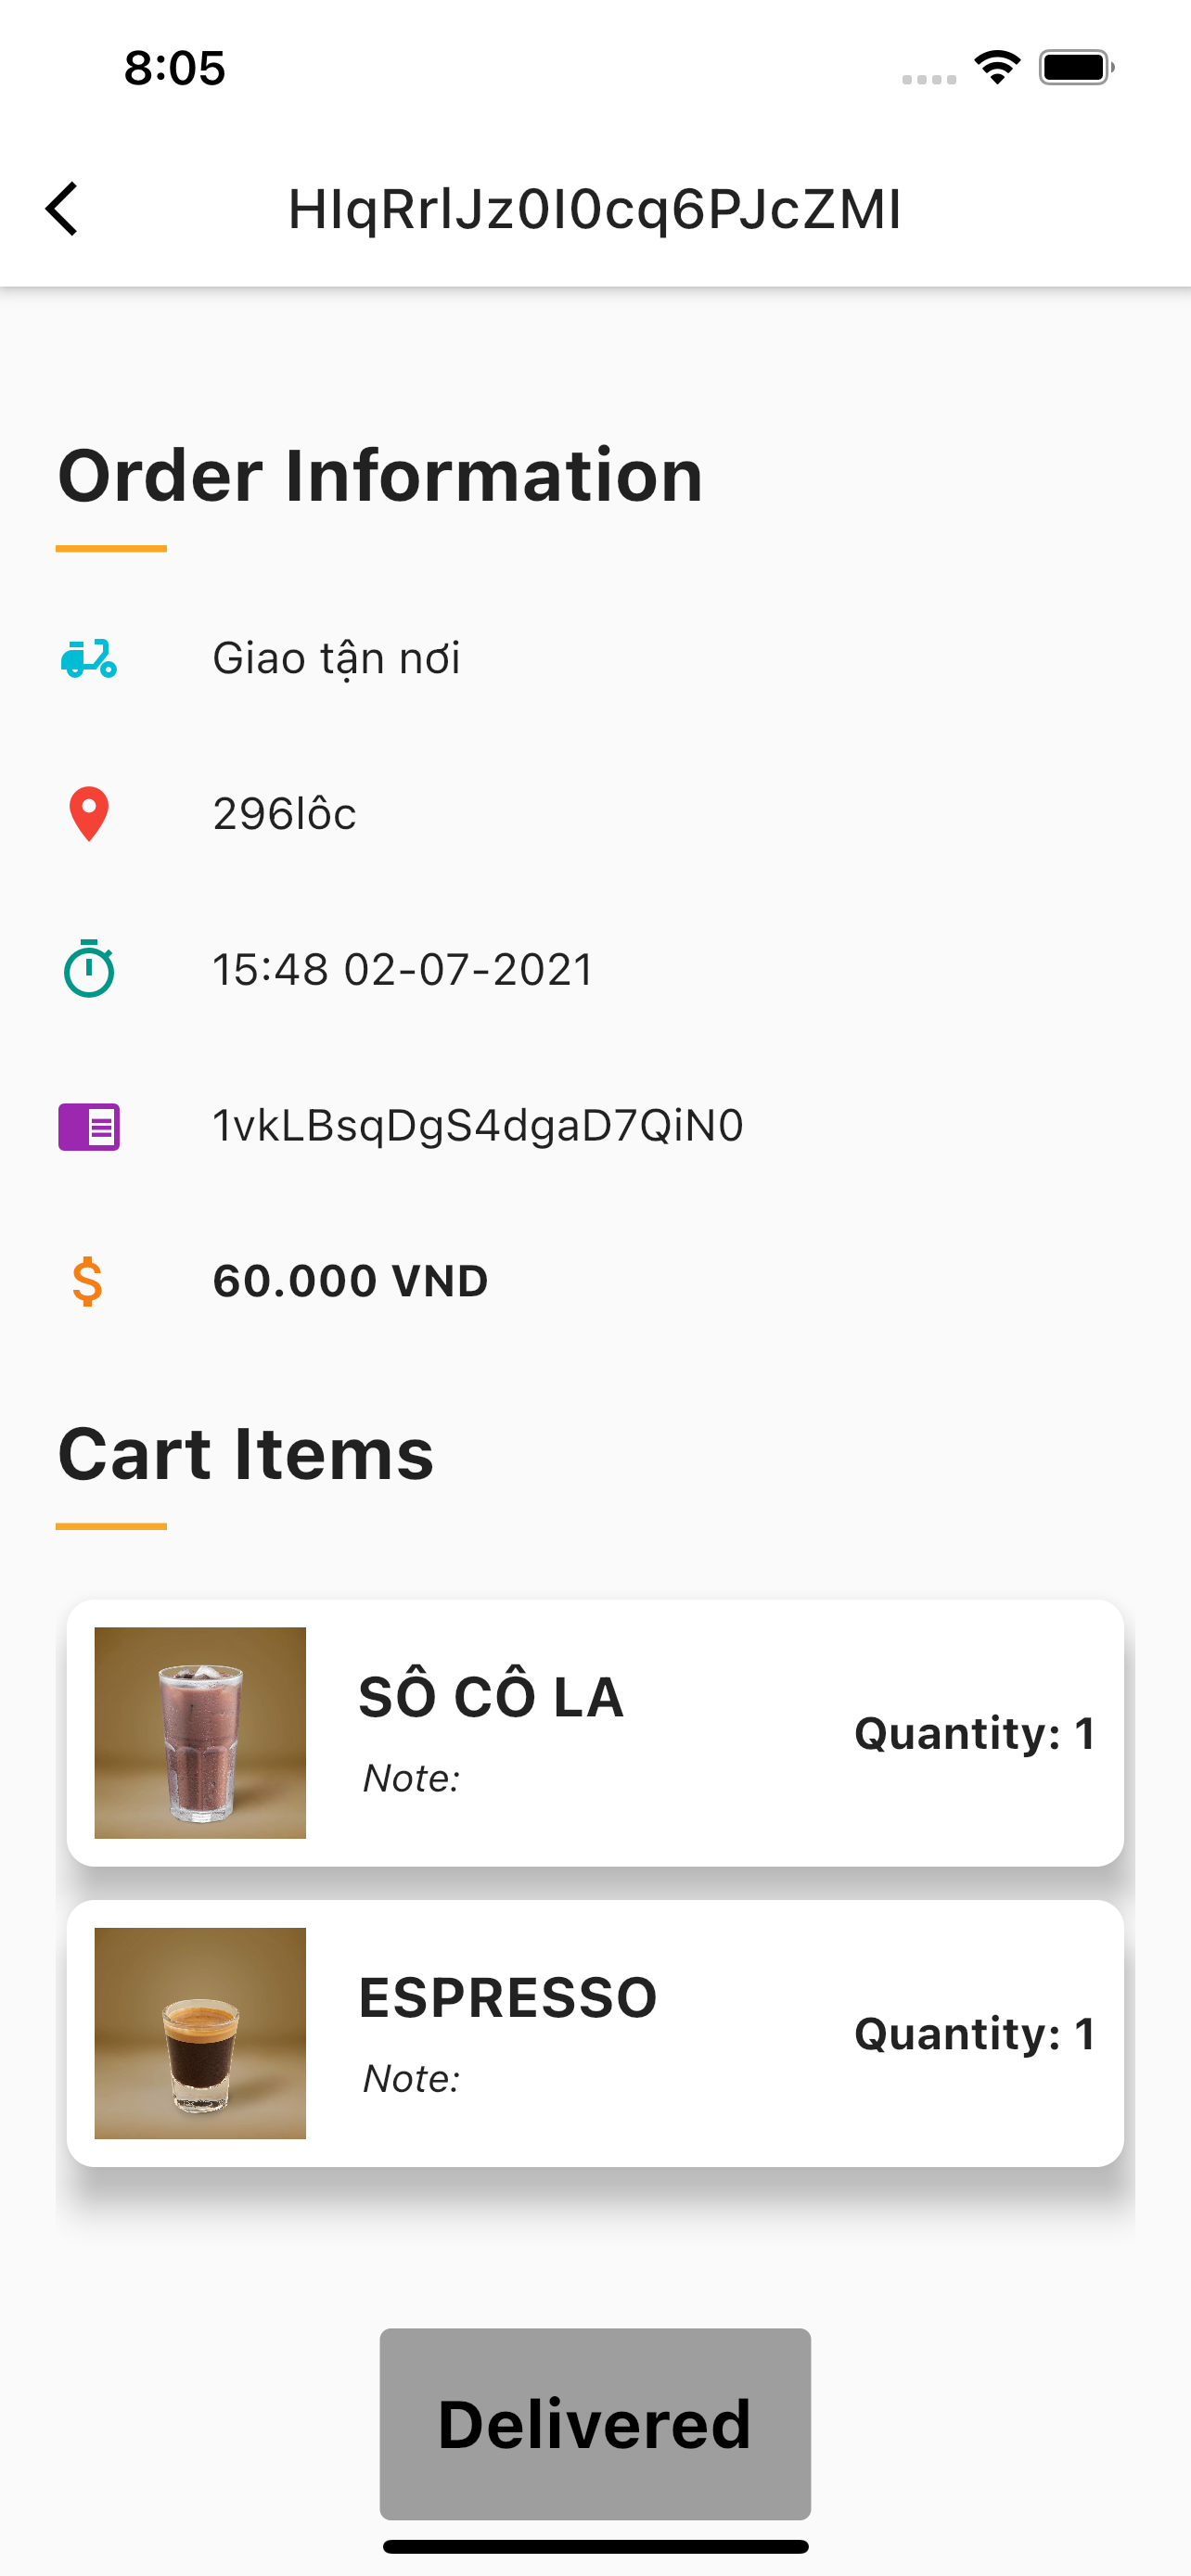 8:05
HIqRrlJz0I0cq6PJcZMI
Order Information
Giao tận nơi
296lôc
15:48 02-07-2021
1vkLBsqDgS4dgaD7QiN0
60.000 VND
Cart Items
SÔ CÔ LA
Note:
Quantity: 1
ESPRESSO
Note:
Quantity: 1
Delivered